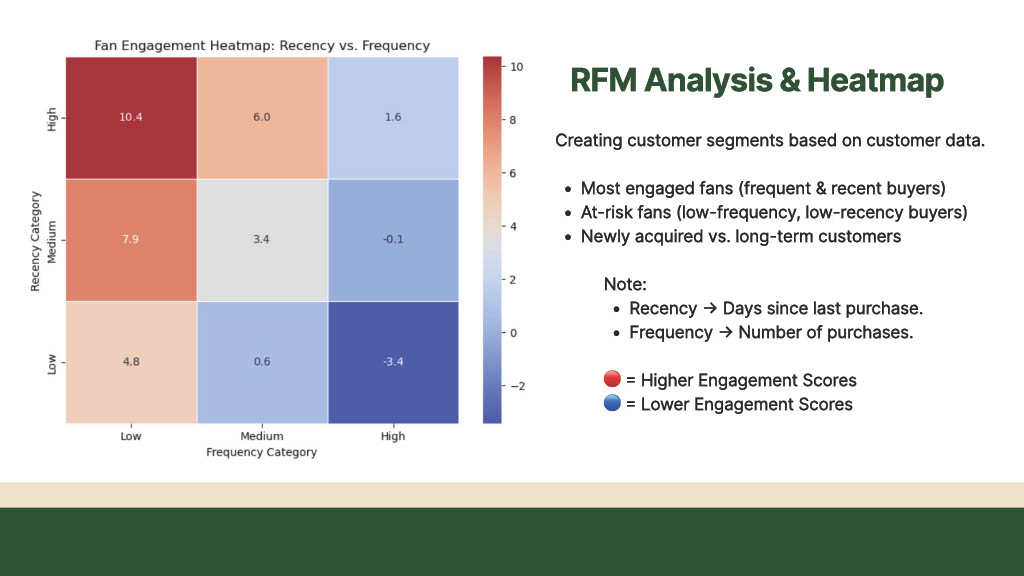 Fan Engagement Heatmap: Recency vs. Frequency
Recency Category
High
Medium
Low
10.4 6.0 1.6
7.9 3.4 -0.1
4.8 0.6 -3.4
Low Medium High
Frequency Category
10
8
6
4
2
0
−2
RFM Analysis & Heatmap
Creating customer segments based on customer data.
• Most engaged fans (frequent & recent buyers)
• At-risk fans (low-frequency, low-recency buyers)
• Newly acquired vs. long-term customers
Note:
• Recency → Days since last purchase.
• Frequency → Number of purchases.
🔴 = Higher Engagement Scores
🔵 = Lower Engagement Scores